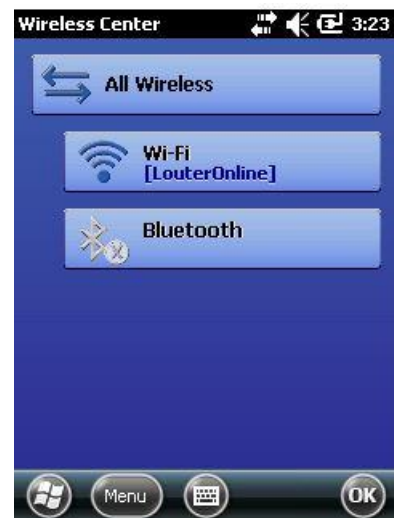 Wireless Center 3:23
All Wireless
Wi-Fi
[LouterOnline]
Bluetooth
Menu OK